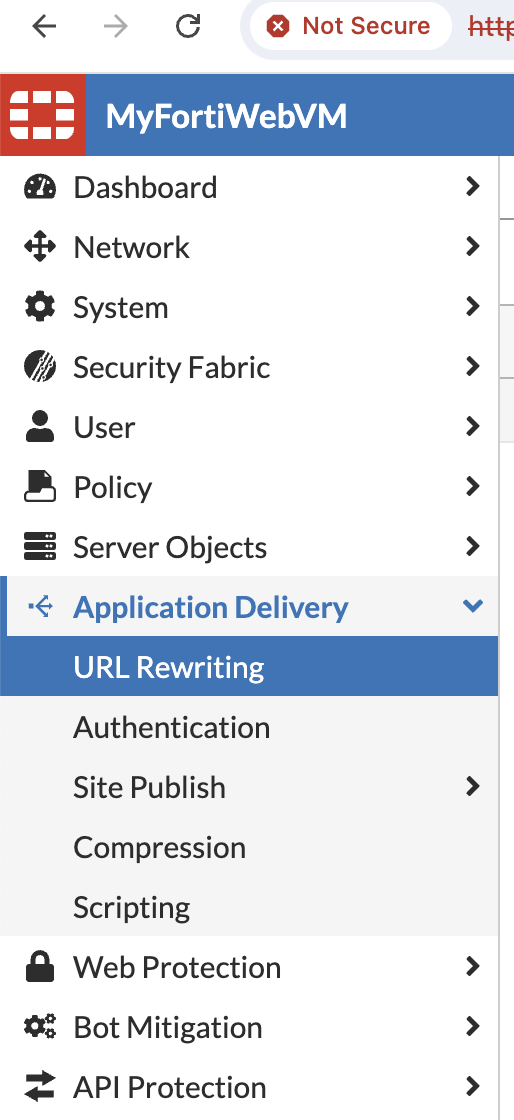 Not Secure http
MyFortiWebVM
Dashboard
Network
System
Security Fabric
User
Policy
Server Objects
Application Delivery
URL Rewriting
Authentication
Site Publish
Compression
Scripting
Web Protection
Bot Mitigation
API Protection